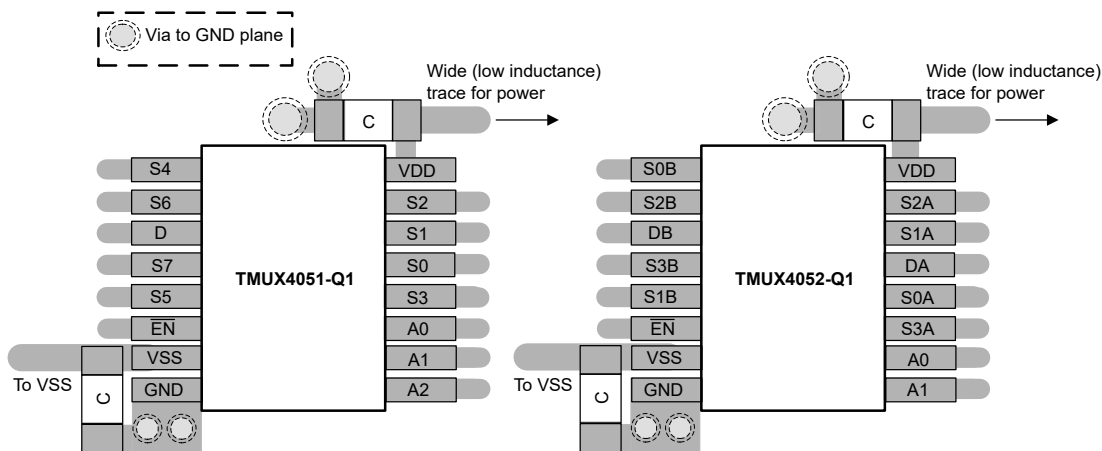 Via to GND plane
Wide (low inductance)
trace for power
C
S4
S6
D
S7
S5
EN
VSS
GND
TMUX4051-Q1
VDD
S2
S1
S0
S3
A0
A1
A2
To VSS
C
Wide (low inductance)
trace for power
C
S0B
S2B
DB
S3B
S1B
EN
VSS
GND
TMUX4052-Q1
VDD
S2A
S1A
DA
S0A
S3A
A0
A1
To VSS
C